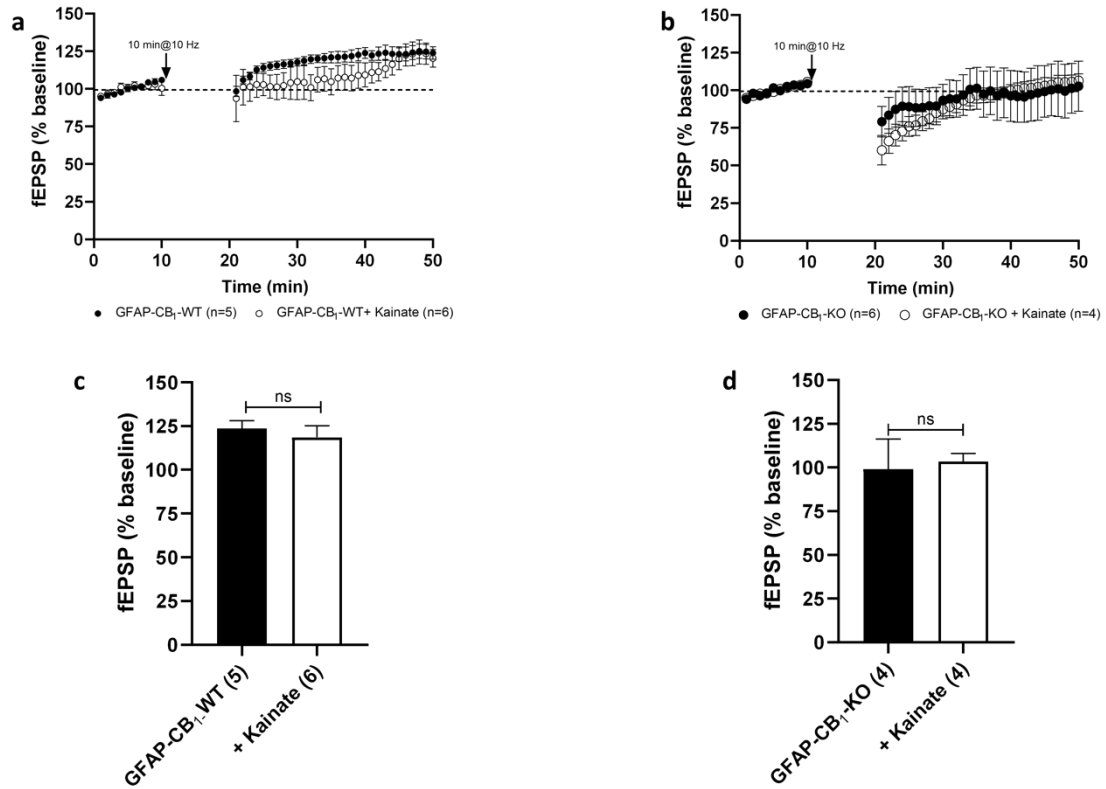 a
10 min@10 Hz
fEPSP (% baseline)
150
125
100
75
50
25
0
0 10 20 30 40 50
Time (min)
GFAP-CB₁-WT (n=5) GFAP-CB₁-WT+ Kainate (n=6)
b
10 min@10 Hz
fEPSP (% baseline)
150
125
100
75
50
25
0
0 10 20 30 40 50
Time (min)
GFAP-CB₁-KO (n=6) GFAP-CB₁-KO + Kainate (n=4)
c
ns
fEPSP (% baseline)
150
125
100
75
50
25
0
GFAP-CB₁-WT (5)
+ Kainate (6)
d
ns
fEPSP (% baseline)
150
125
100
75
50
25
0
GFAP-CB₁-KO (4)
+ Kainate (4)